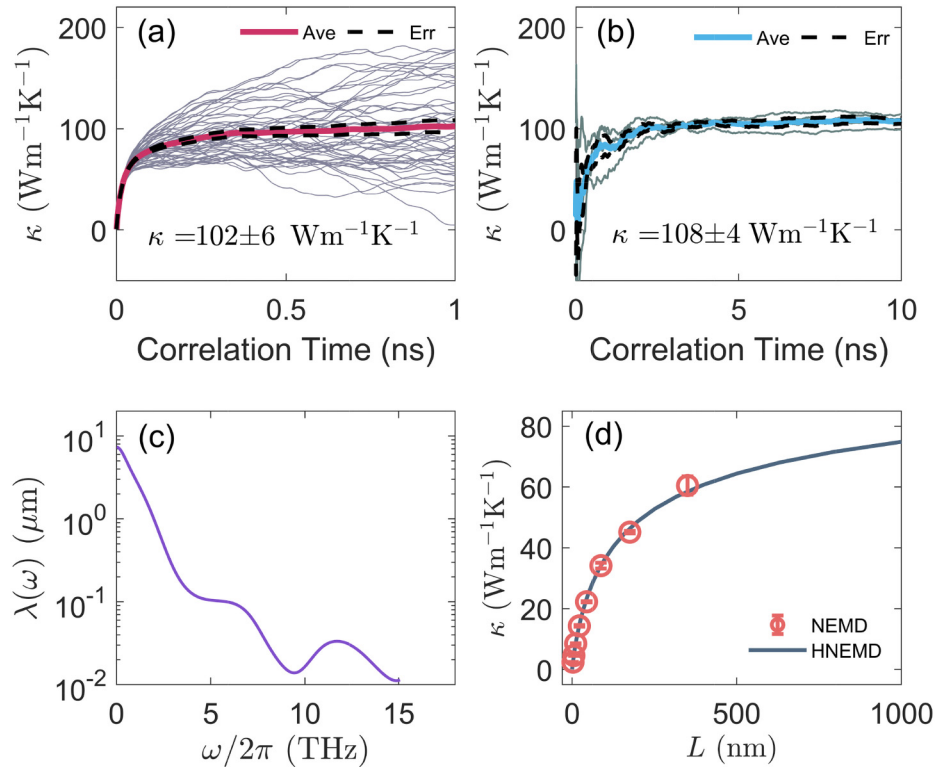 (a)
Ave Err
200
100
0
κ (Wm⁻¹K⁻¹)
κ =102±6 Wm⁻¹K⁻¹
0 0.5 1
Correlation Time (ns)
(b)
Ave Err
200
100
0
κ (Wm⁻¹K⁻¹)
κ =108±4 Wm⁻¹K⁻¹
0 5 10
Correlation Time (ns)
(c)
10¹
10⁰
10⁻¹
10⁻²
λ(ω) (μm)
0 5 10 15
ω/2π (THz)
(d)
80
60
40
20
0
κ (Wm⁻¹K⁻¹)
NEMD
HNEMD
0 500 1000
L (nm)